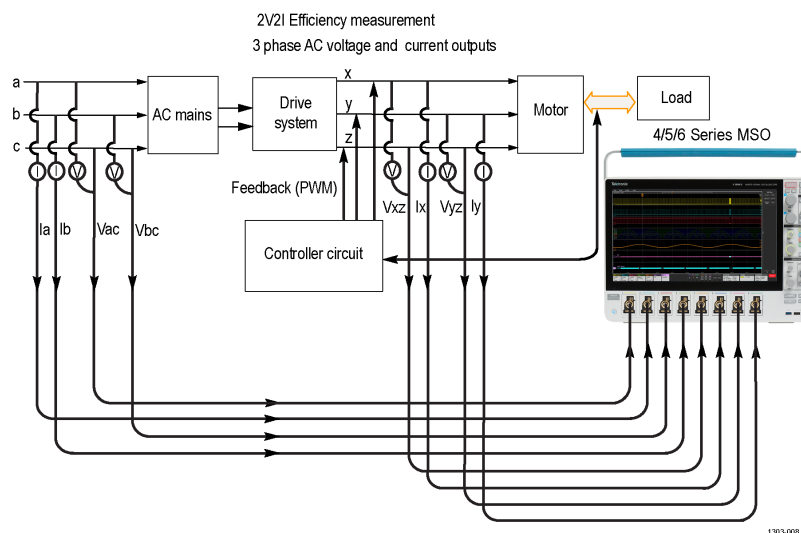 2V2I Efficiency measurement
3 phase AC voltage and current outputs
a
b
c
AC mains
Drive system
x
y
z
Motor
Load
4/5/6 Series MSO
I
I
V
V
V
I
V
I
Feedback (PWM)
Ia
Ib
Vac
Vbc
Vxz
Ix
Vyz
Iy
Controller circuit
Tektronix
1303-008